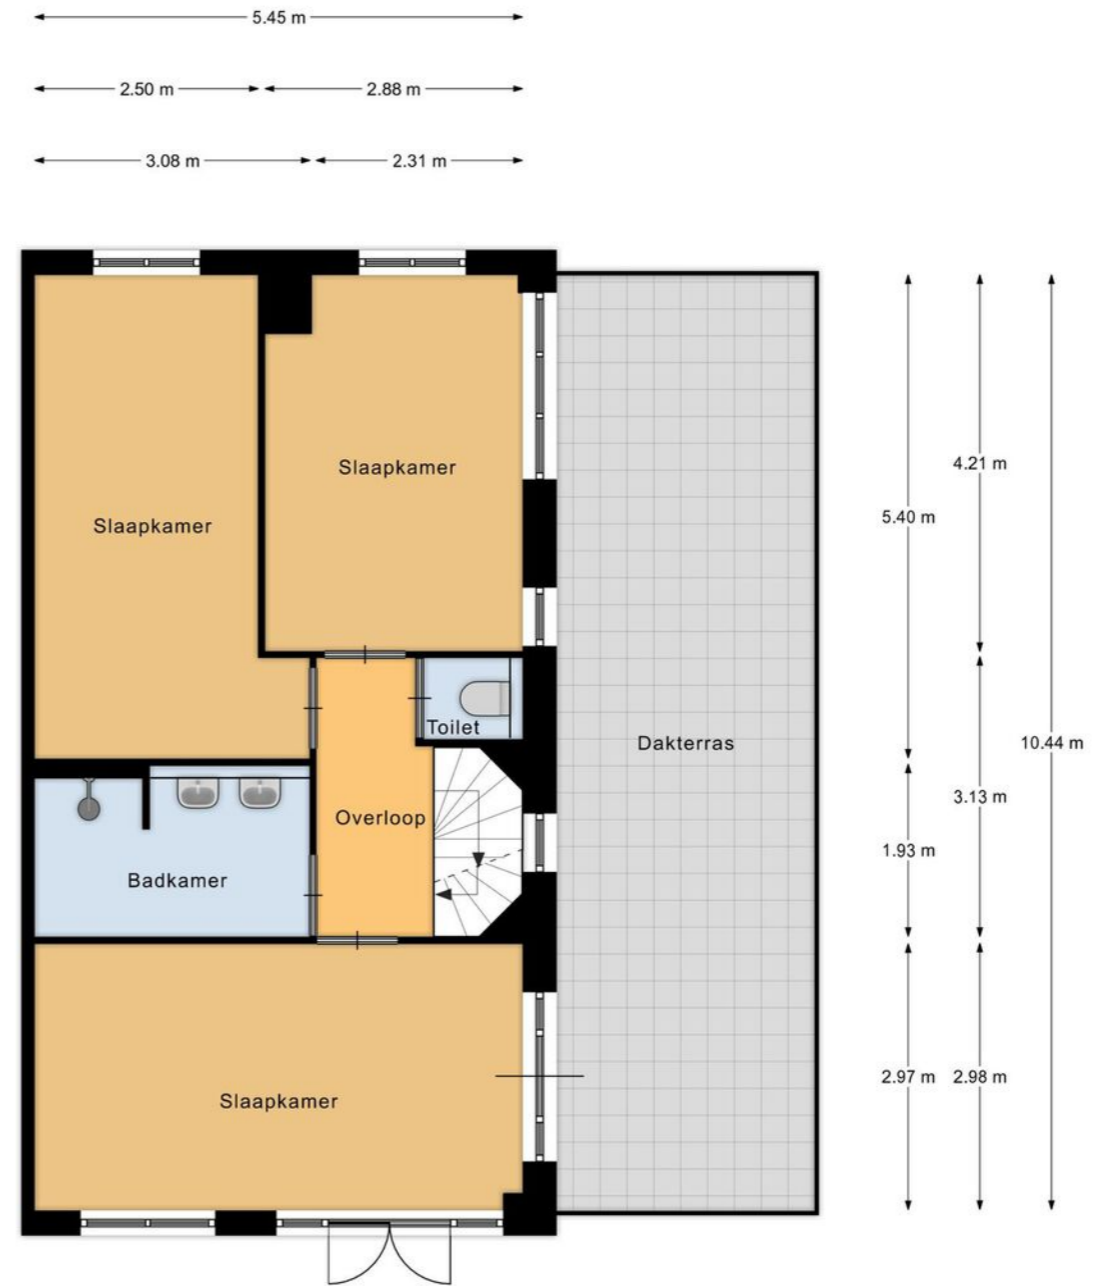 5.45 m
2.50 m
2.88 m
3.08 m
2.31 m
Slaapkamer
4.21 m
5.40 m
Slaapkamer
Toilet
Dakterras
10.44 m
3.13 m
Overloop
1.93 m
Badkamer
2.97 m
2.98 m
Slaapkamer